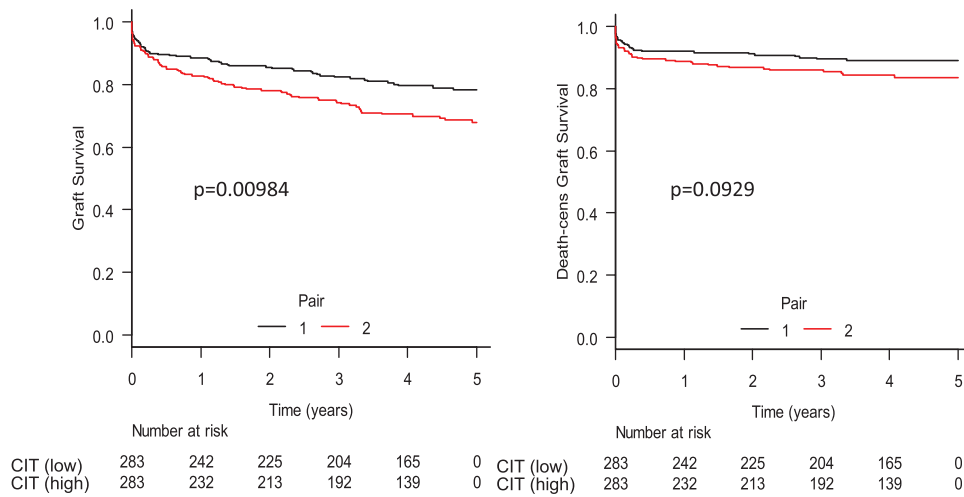 Graft Survival
1.0
0.8
0.6
0.4
0.2
0.0
p=0.00984
Pair
1 2
0 1 2 3 4 5
Time (years)
Number at risk
CIT (low) 283 242 225 204 165 0
CIT (high) 283 232 213 192 139 0
Death-cens Graft Survival
1.0
0.8
0.6
0.4
0.2
0.0
p=0.0929
Pair
1 2
0 1 2 3 4 5
Time (years)
Number at risk
CIT (low) 283 242 225 204 165 0
CIT (high) 283 232 213 192 139 0